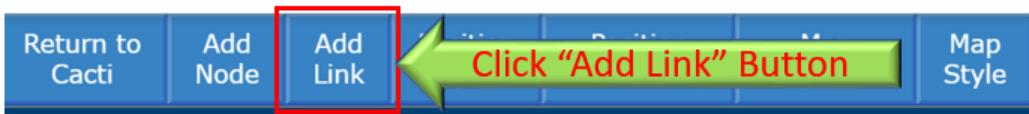 Return to
Cacti
Add
Node
Add
Link
Click “Add Link” Button
Map
Style